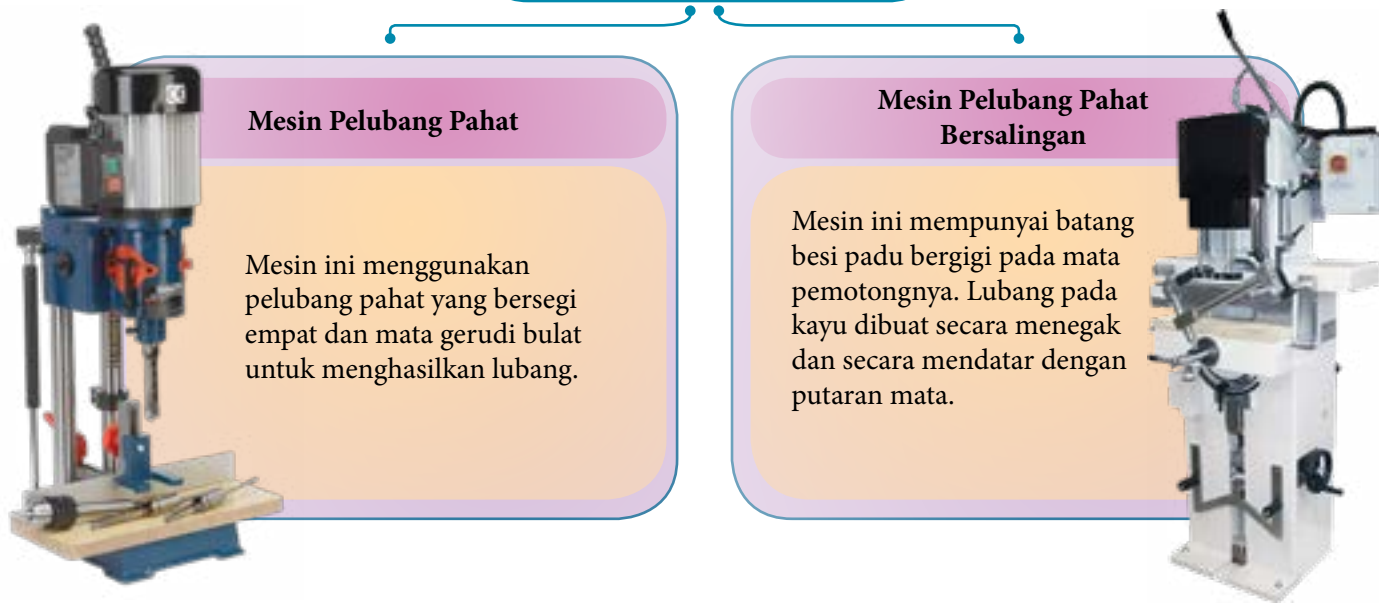 Mesin Pelubang Pahat
Mesin ini menggunakan
pelubang pahat yang bersegi
empat dan mata gerudi bulat
untuk menghasilkan lubang.
Mesin Pelubang Pahat
Bersalingan
Mesin ini mempunyai batang
besi padu bergigi pada mata
pemotongnya. Lubang pada
kayu dibuat secara menegak
dan secara mendatar dengan
putaran mata.